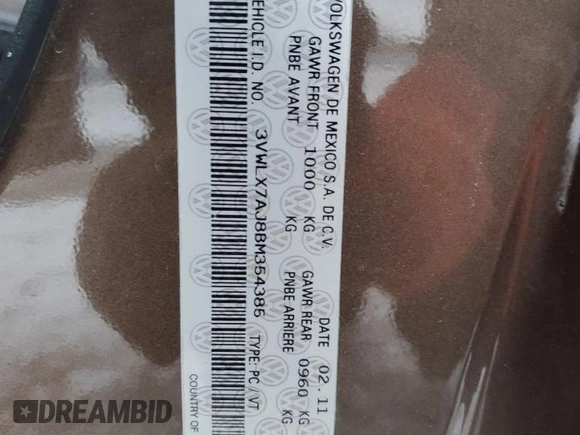 VOLKSWAGEN DE MEXICO S.A. DE C.V.
DATE 02.11
GAWR FRONT 1000 KG GAWR REAR 0960 KG
PNBE AVANT KG PNBE ARRIERE KG
VEHICLE I.D. NO. 3VWLX7AJ8BM354385 TYPE: PC / VT
COUNTRY OF
DREAMBID